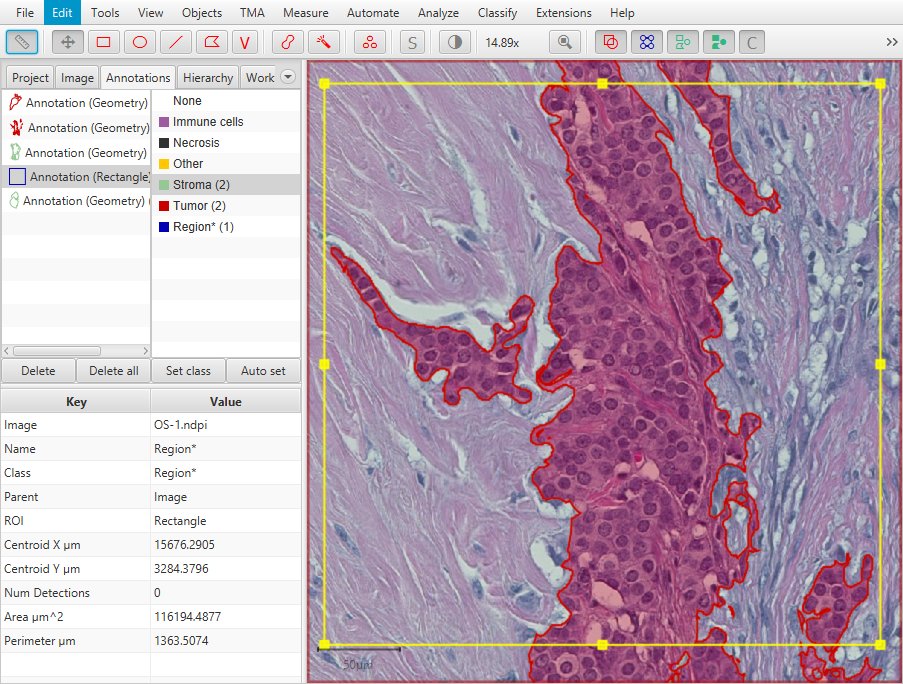 File Edit Tools View Objects TMA Measure Automate Analyze Classify Extensions Help
V S 14.89x C >>
Project Image Annotations Hierarchy Work
Annotation (Geometry)
Annotation (Geometry)
Annotation (Geometry)
Annotation (Rectangle)
Annotation (Geometry) (
None
Immune cells
Necrosis
Other
Stroma (2)
Tumor (2)
Region* (1)
Delete Delete all Set class Auto set
Key Value
Image OS-1.ndpi
Name Region*
Class Region*
Parent Image
ROI Rectangle
Centroid X µm 15676.2905
Centroid Y µm 3284.3796
Num Detections 0
Area µm^2 116194.4877
Perimeter µm 1363.5074
50µm